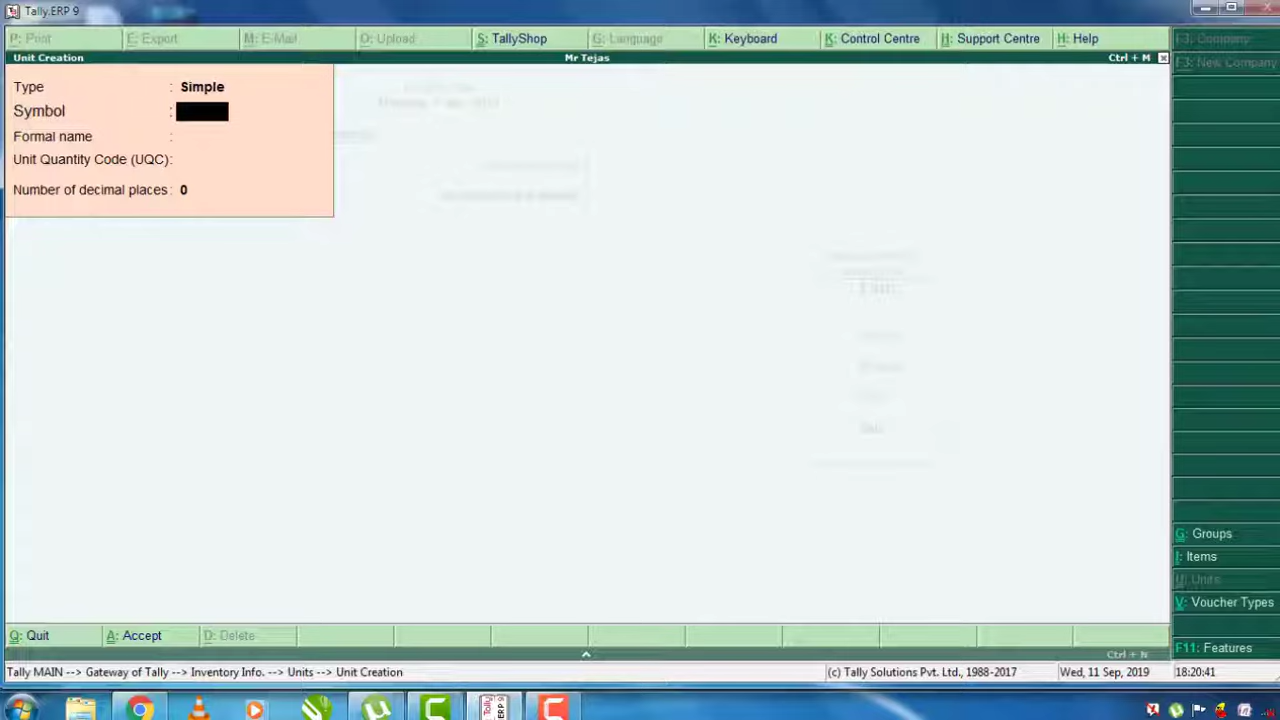 Tally.ERP 9
P: Print E: Export M: E-Mail O: Upload S: TallyShop G: Language K: Keyboard K: Control Centre H: Support Centre H: Help F3: Company
Unit Creation Mr Tejas Ctrl + M
F3: New Company
Type : Simple
Symbol :
Formal name :
Unit Quantity Code (UQC):
Number of decimal places : 0
G: Groups
I: Items
U: Units
V: Voucher Types
Q: Quit A: Accept D: Delete
F11: Features
Ctrl + N
Tally MAIN --> Gateway of Tally --> Inventory Info. --> Units --> Unit Creation (c) Tally Solutions Pvt. Ltd., 1988-2017 Wed, 11 Sep, 2019 18:20:41